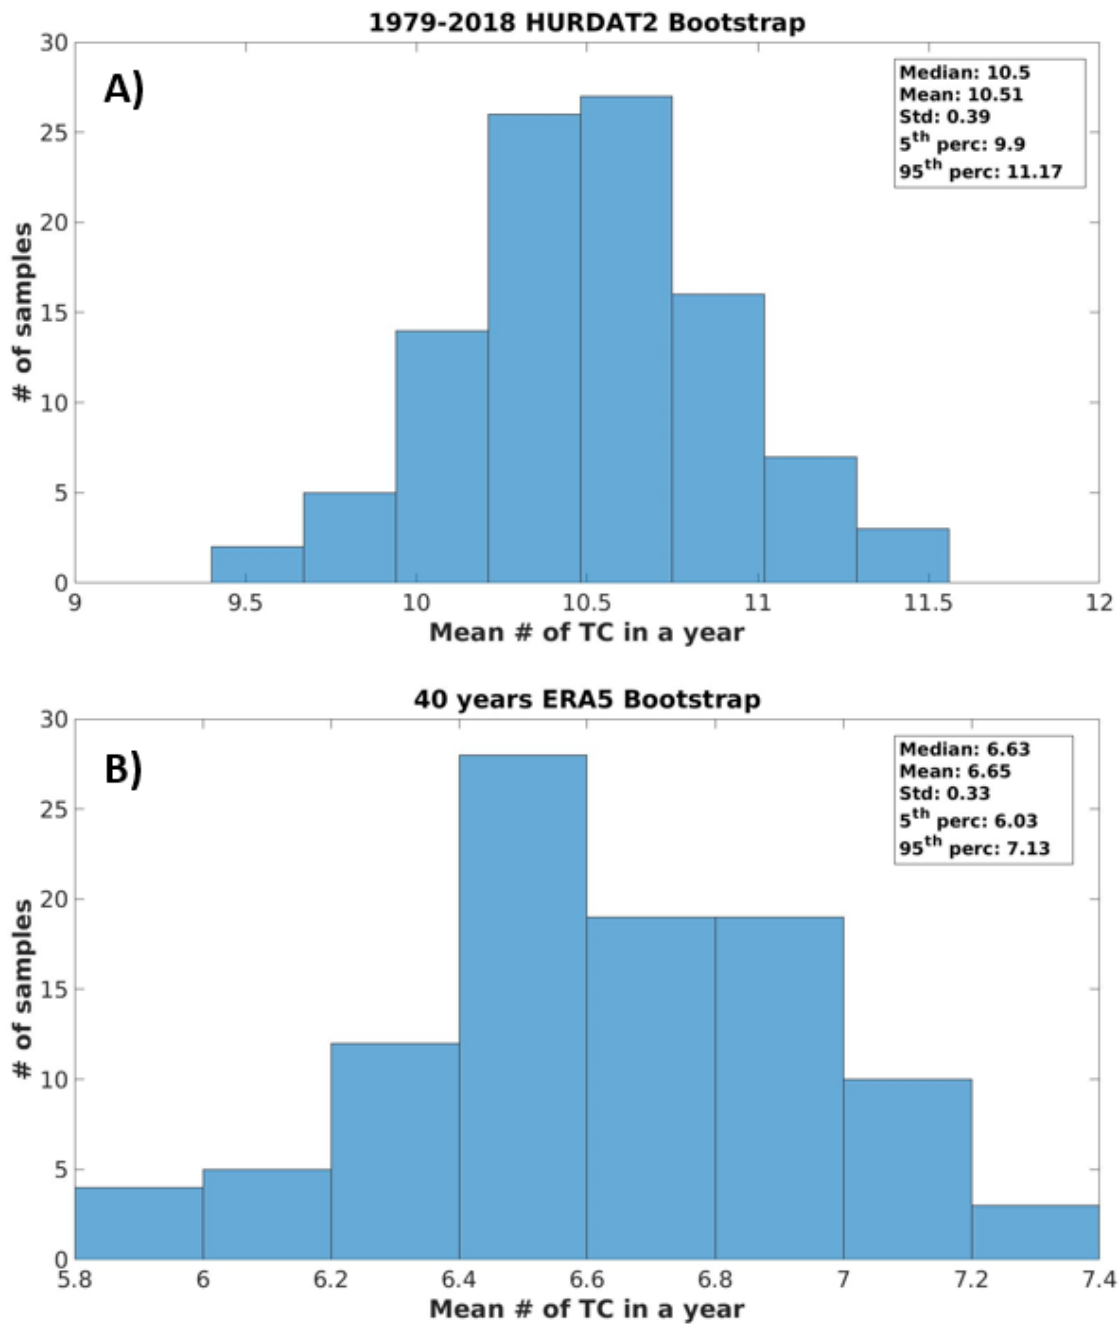 1979-2018 HURDAT2 Bootstrap
A)
Median: 10.5
Mean: 10.51
Std: 0.39
5th perc: 9.9
95th perc: 11.17
30
25
20
15
10
5
0
# of samples
9 9.5 10 10.5 11 11.5 12
Mean # of TC in a year
40 years ERA5 Bootstrap
B)
Median: 6.63
Mean: 6.65
Std: 0.33
5th perc: 6.03
95th perc: 7.13
30
25
20
15
10
5
0
# of samples
5.8 6 6.2 6.4 6.6 6.8 7 7.2 7.4
Mean # of TC in a year